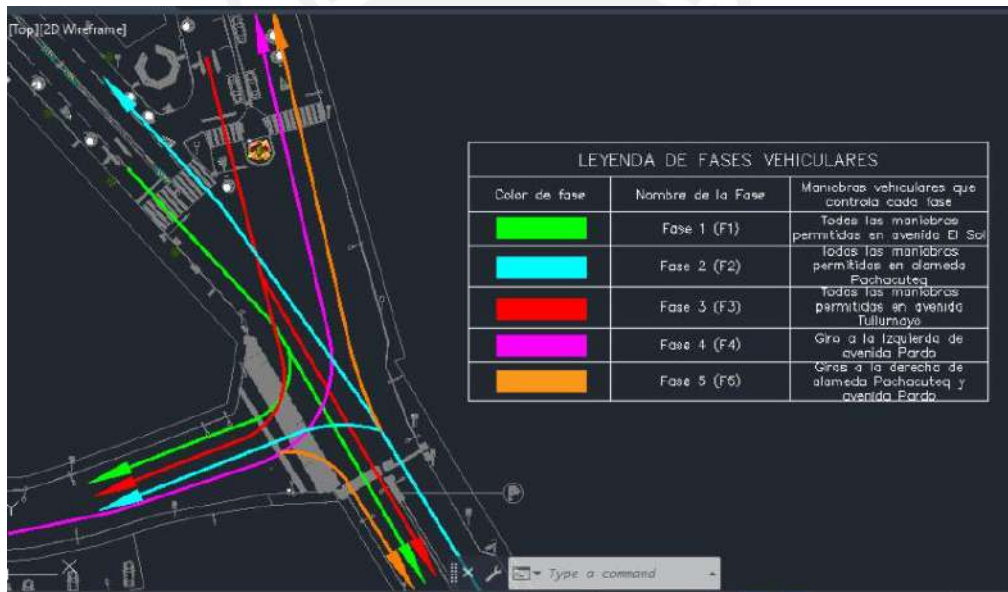 [Top][2D Wireframe]
LEYENDA DE FASES VEHICULARES
Color de fase
Nombre de la Fase
Maniobras vehiculares que
controla cada fase
Fase 1 (F1)
Todas las maniobras
permitidas en avenida El Sol
Fase 2 (F2)
Todas las maniobras
permitidas en alameda
Pachacuteq
Fase 3 (F3)
Todas las maniobras
permitidas en avenida
Tullumayo
Fase 4 (F4)
Giro a la Izquierda de
avenida Pardo
Fase 5 (F5)
Giros a la derecha de
alameda Pachacuteq y
avenida Pardo
Type a command